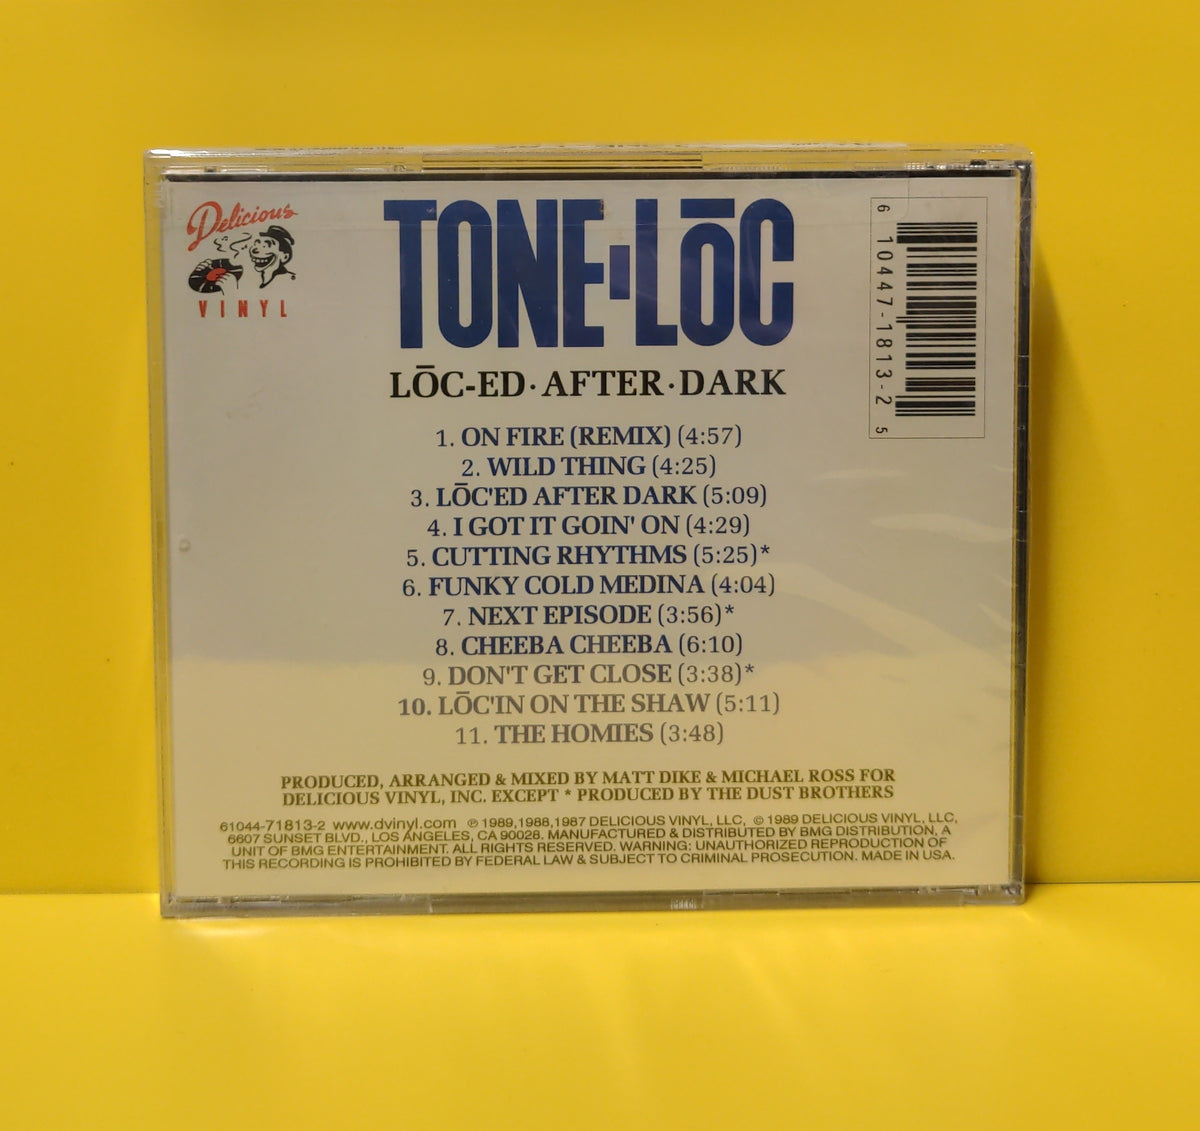 Delicious
VINYL
TONE-LŌC
LŌC-ED·AFTER·DARK
6 10447-1813-2 5
1. ON FIRE (REMIX) (4:57)
2. WILD THING (4:25)
3. LŌC'ED AFTER DARK (5:09)
4. I GOT IT GOIN' ON (4:29)
5. CUTTING RHYTHMS (5:25)*
6. FUNKY COLD MEDINA (4:04)
7. NEXT EPISODE (3:56)*
8. CHEEBA CHEEBA (6:10)
9. DON'T GET CLOSE (3:38)*
10. LŌC'IN ON THE SHAW (5:11)
11. THE HOMIES (3:48)
PRODUCED, ARRANGED & MIXED BY MATT DIKE & MICHAEL ROSS FOR
DELICIOUS VINYL, INC. EXCEPT * PRODUCED BY THE DUST BROTHERS
61044-71813-2 www.dvinyl.com ℗ 1989,1988,1987 DELICIOUS VINYL, LLC, © 1989 DELICIOUS VINYL, LLC,
6607 SUNSET BLVD., LOS ANGELES, CA 90028. MANUFACTURED & DISTRIBUTED BY BMG DISTRIBUTION, A
UNIT OF BMG ENTERTAINMENT. ALL RIGHTS RESERVED. WARNING: UNAUTHORIZED REPRODUCTION OF
THIS RECORDING IS PROHIBITED BY FEDERAL LAW & SUBJECT TO CRIMINAL PROSECUTION. MADE IN USA.